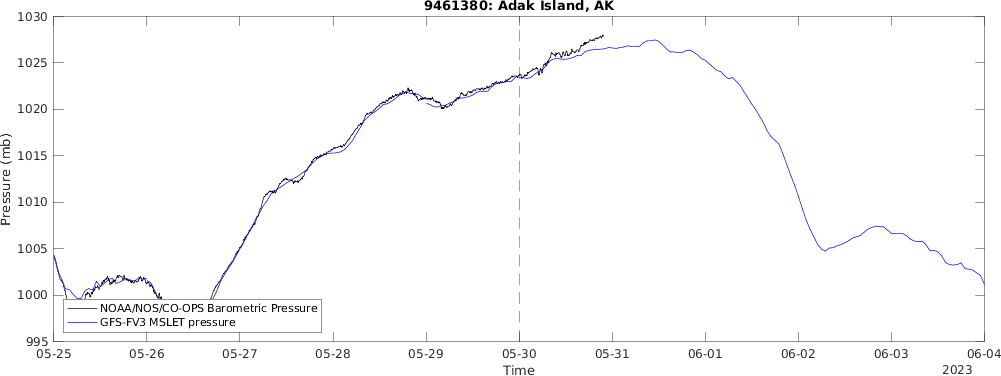 9461380: Adak Island, AK
Pressure (mb)
1030
1025
1020
1015
1010
1005
1000
995
NOAA/NOS/CO-OPS Barometric Pressure
GFS-FV3 MSLET pressure
05-25 05-26 05-27 05-28 05-29 05-30 05-31 06-01 06-02 06-03 06-04
Time
2023